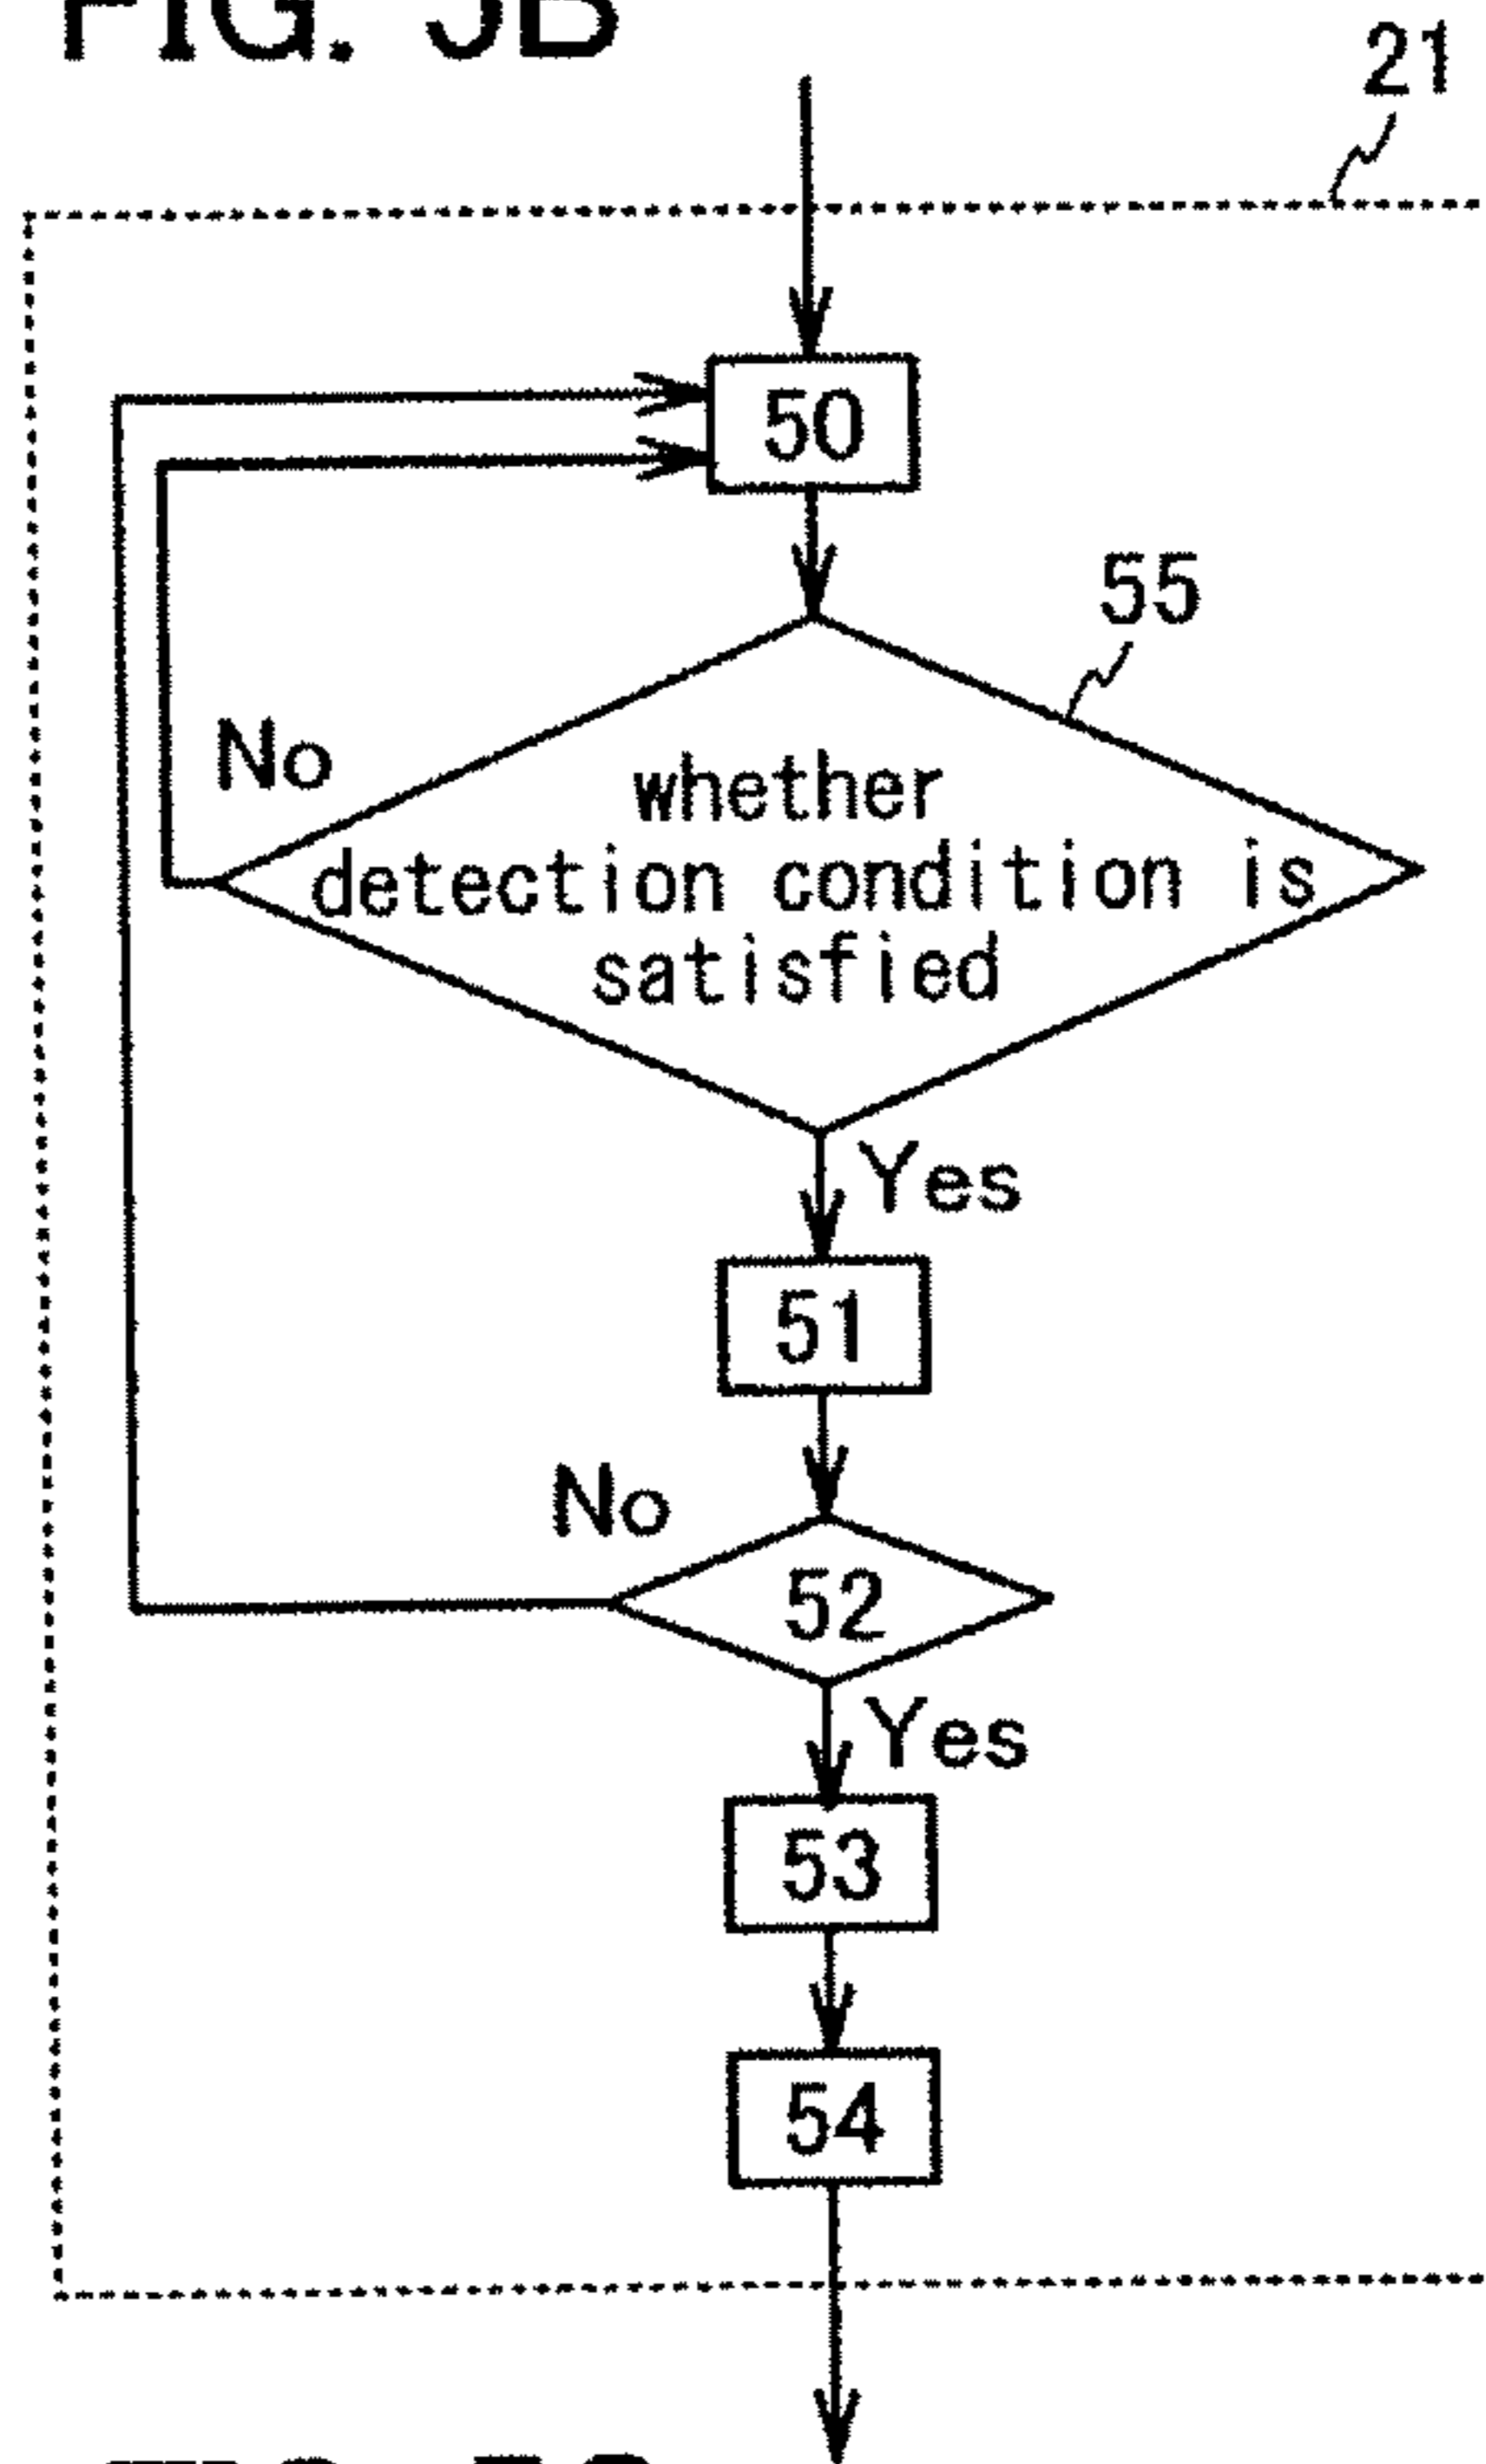 FIG. 5B
21
50
55
No
whether
detection condition is
satisfied
Yes
51
No
52
Yes
53
54